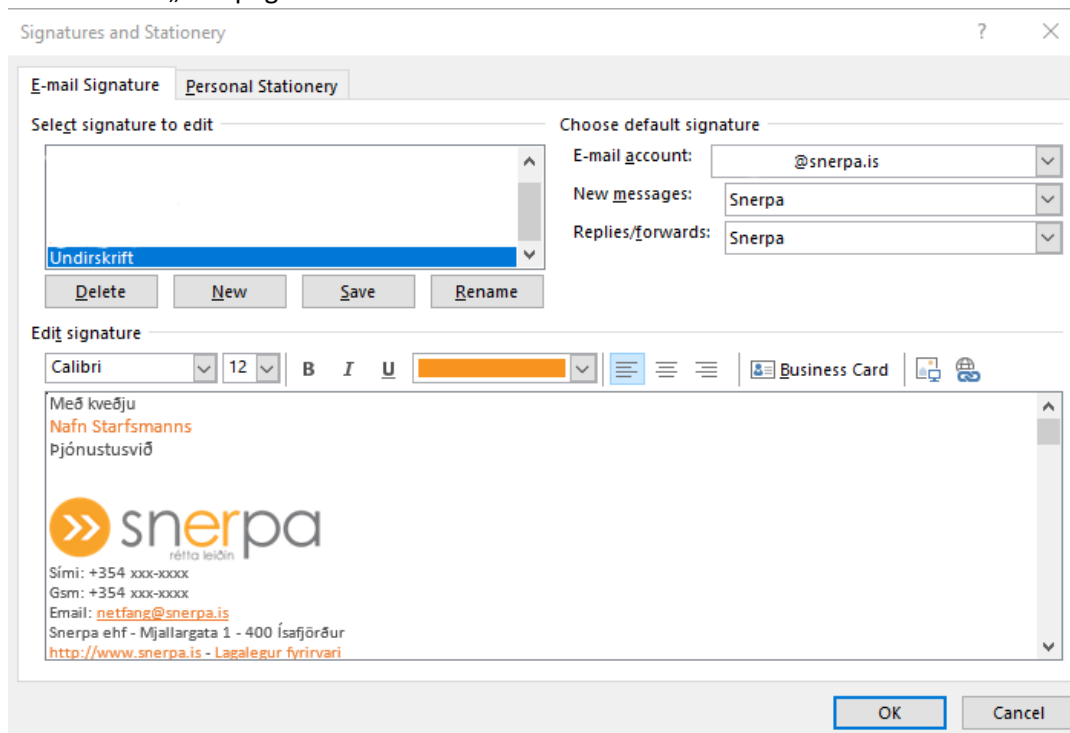 Signatures and Stationery
E-mail Signature Personal Stationery
Select signature to edit
Choose default signature
E-mail account: @snerpa.is
New messages: Snerpa
Replies/forwards: Snerpa
Undirskrift
Delete New Save Rename
Edit signature
Calibri 12 B I U Business Card
Með kveðju
Nafn Starfsmanns
Þjónustusvið
snerpa
rétta leiðin
Sími: +354 xxx-xxxx
Gsm: +354 xxx-xxxx
Email: netfang@snerpa.is
Snerpa ehf - Mjallargata 1 - 400 Ísafjörður
http://www.snerpa.is - Lagalegur fyrirvari
OK Cancel